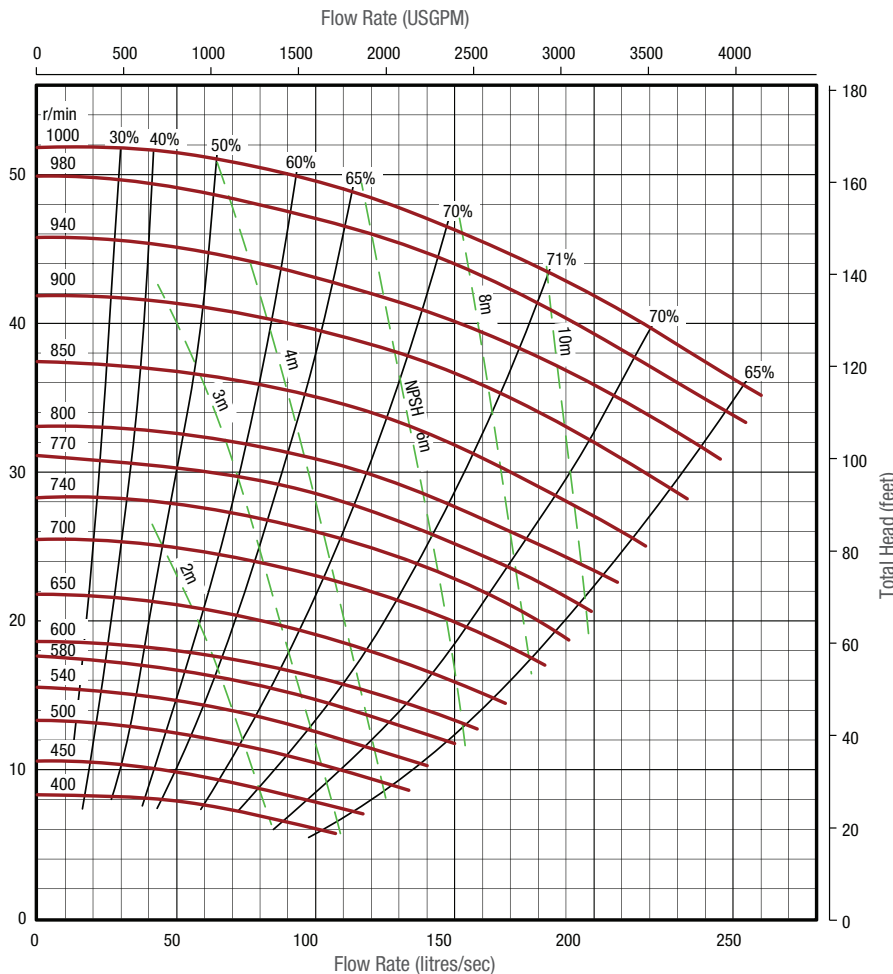 Flow Rate (USGPM)
0 500 1000 1500 2000 2500 3000 3500 4000
r/min
1000 30% 40% 50% 60% 65% 70% 71% 70% 65%
980
940
900
850
800
770
740
700
650
600
580
540
500
450
400
2m
3m
4m
NPSH 6m
8m
10m
50
40
30
20
10
0
180
160
140
120
100
80
60
40
20
0
Total Head (feet)
0 50 100 150 200 250
Flow Rate (litres/sec)